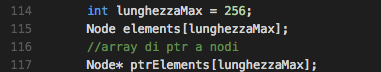 114 int lunghezzaMax = 256;
115 Node elements[lunghezzaMax];
116 //array di ptr a nodi
117 Node* ptrElements[lunghezzaMax];